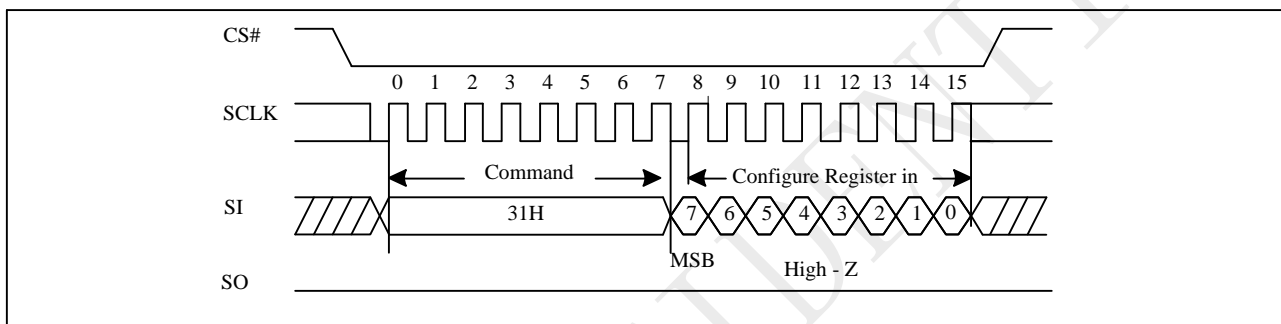 CS#
0 1 2 3 4 5 6 7 8 9 10 11 12 13 14 15
SCLK
Command Configure Register in
SI 31H 7 6 5 4 3 2 1 0
MSB High - Z
SO